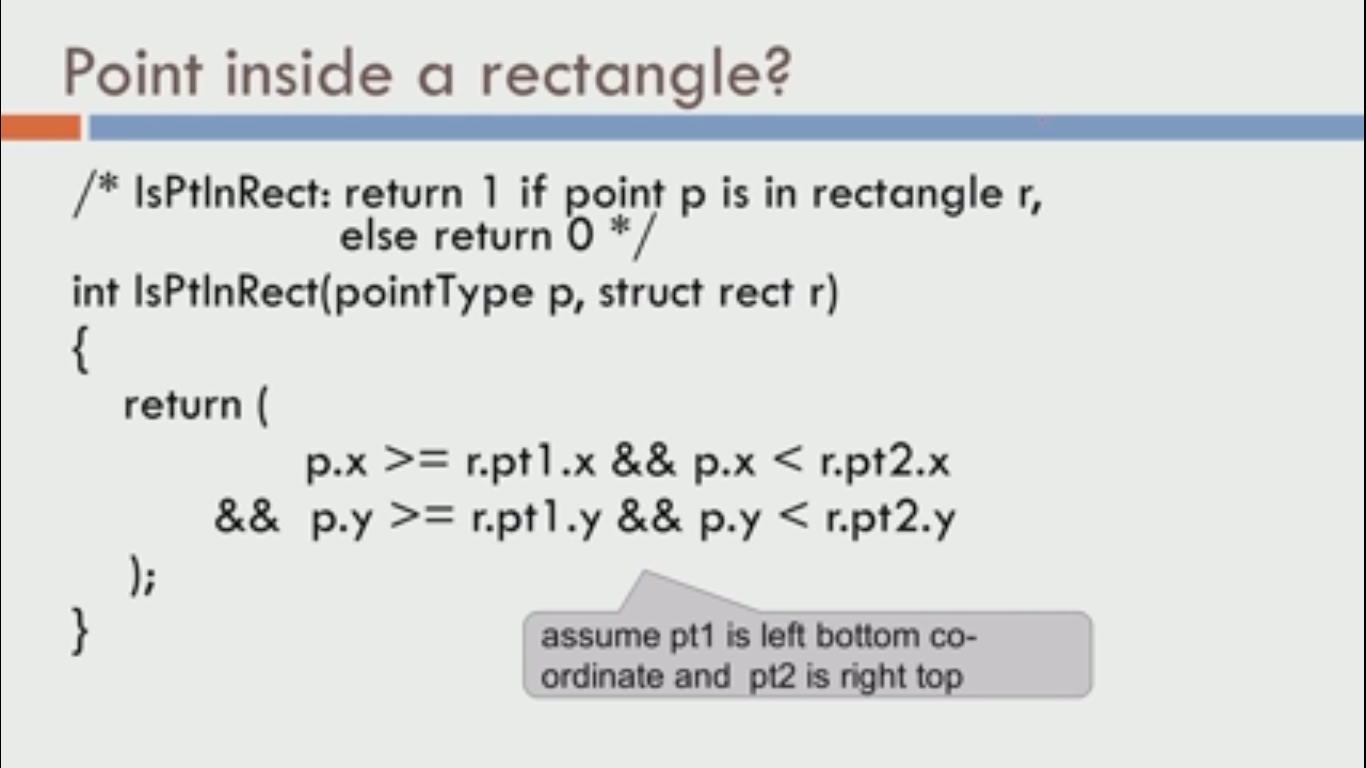 Point inside a rectangle?
/* IsPtInRect: return 1 if point p is in rectangle r,
else return 0 */
int IsPtInRect(pointType p, struct rect r)
{
return (
p.x >= r.pt1.x && p.x < r.pt2.x
&& p.y >= r.pt1.y && p.y < r.pt2.y
);
}
assume pt1 is left bottom co-
ordinate and pt2 is right top